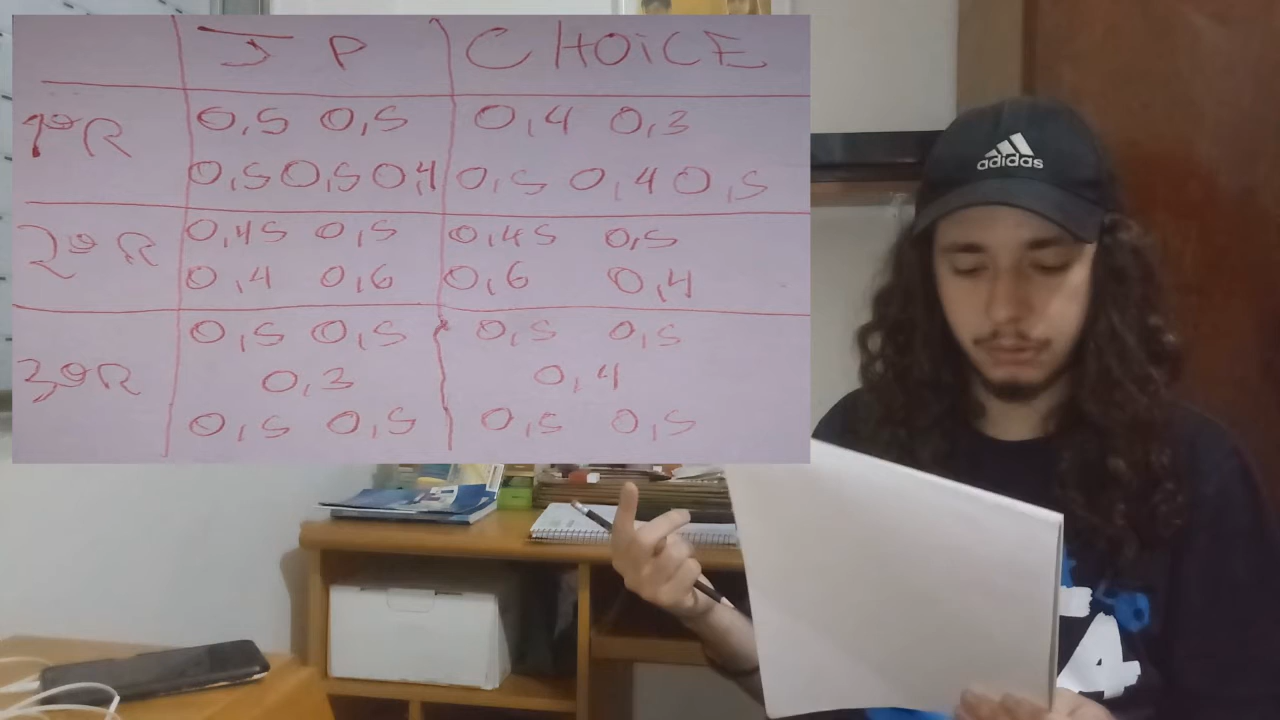 JP CHOICE
1ºR 0,5 0,5 0,4 0,3
0,5 0,5 0,4 0,5 0,4 0,5
2ºR 0,45 0,5 0,45 0,5
0,4 0,6 0,6 0,4
3ºR 0,5 0,5 0,5 0,5
0,3 0,4
0,5 0,5 0,5 0,5
adidas